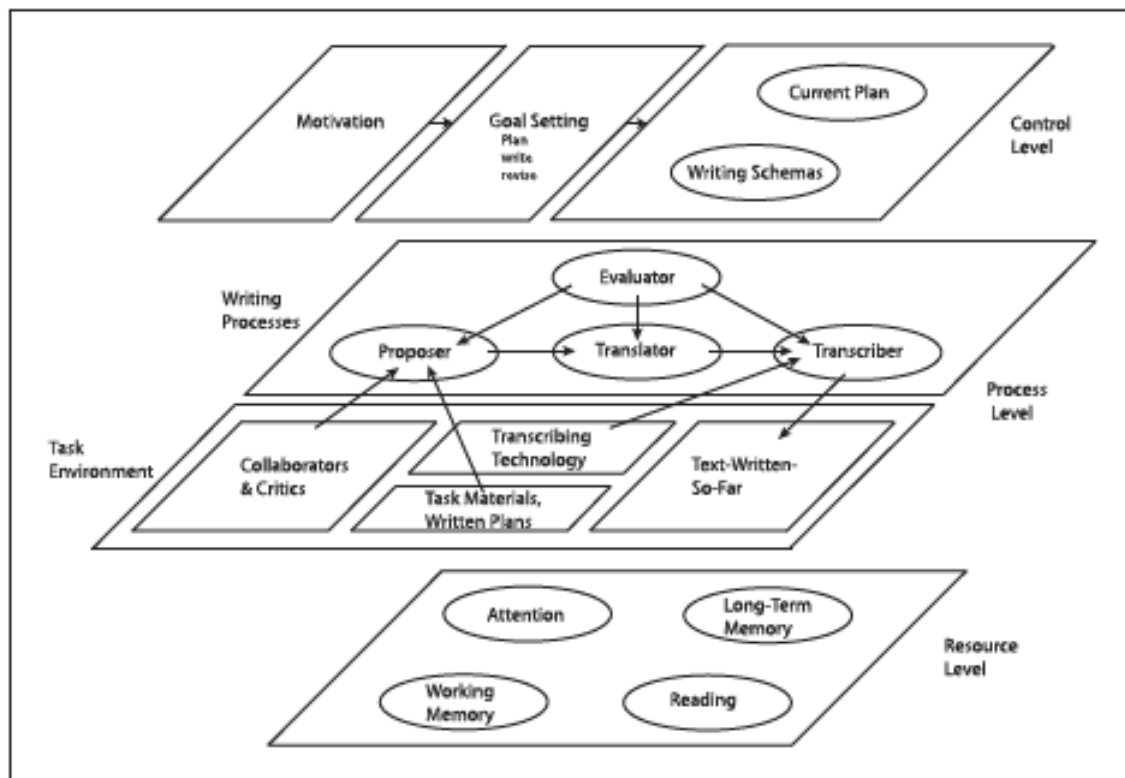 Motivation
Goal Setting
Plan
write
revise
Current Plan
Writing Schemas
Control
Level
Writing
Processes
Evaluator
Proposer
Translator
Transcriber
Process
Level
Task
Environment
Collaborators
& Critics
Transcribing
Technology
Task Materials,
Written Plans
Text-Written-
So-Far
Attention
Long-Term
Memory
Working
Memory
Reading
Resource
Level